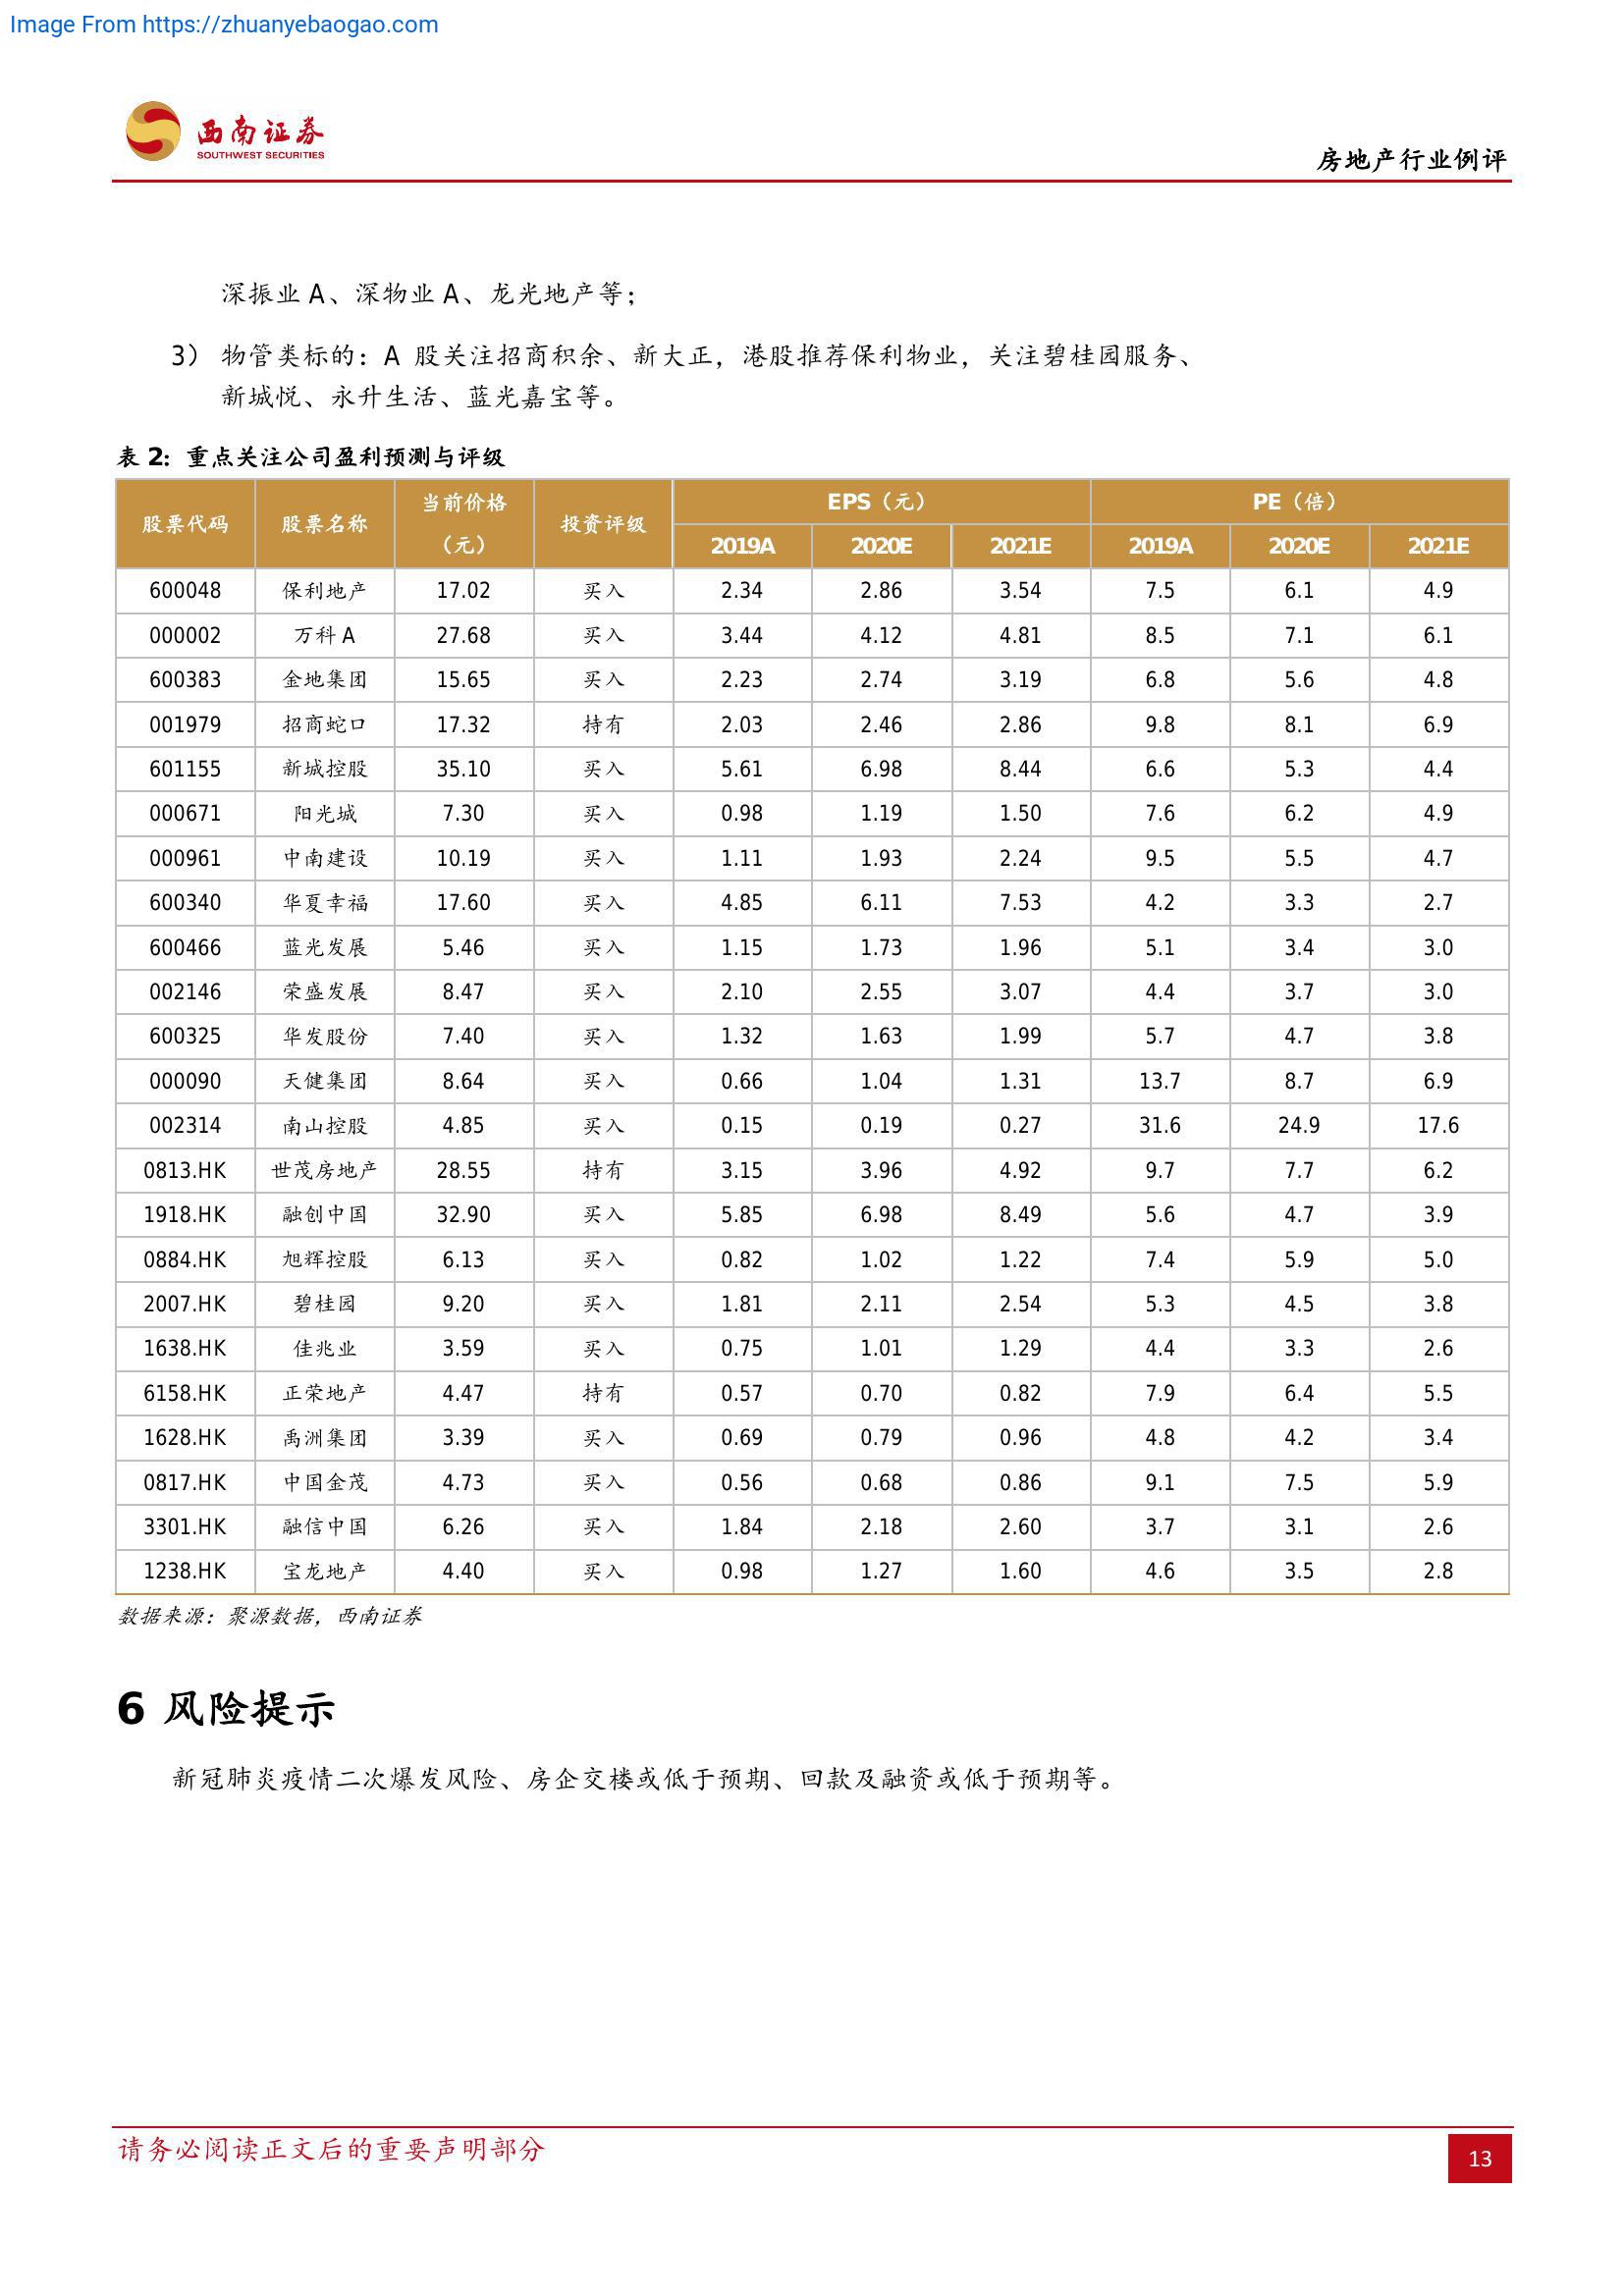 Image From https://zhuanyebaogao.com
西南证券
SOUTHWEST SECURITIES
房地产行业例评
深振业 A、深物业 A、龙光地产等；
3） 物管类标的：A 股关注招商积余、新大正，港股推荐保利物业，关注碧桂园服务、
新城悦、永升生活、蓝光嘉宝等。
表 2：重点关注公司盈利预测与评级
股票代码 股票名称 当前价格（元） 投资评级 EPS（元） PE（倍）
2019A 2020E 2021E 2019A 2020E 2021E
600048 保利地产 17.02 买入 2.34 2.86 3.54 7.5 6.1 4.9
000002 万科 A 27.68 买入 3.44 4.12 4.81 8.5 7.1 6.1
600383 金地集团 15.65 买入 2.23 2.74 3.19 6.8 5.6 4.8
001979 招商蛇口 17.32 持有 2.03 2.46 2.86 9.8 8.1 6.9
601155 新城控股 35.10 买入 5.61 6.98 8.44 6.6 5.3 4.4
000671 阳光城 7.30 买入 0.98 1.19 1.50 7.6 6.2 4.9
000961 中南建设 10.19 买入 1.11 1.93 2.24 9.5 5.5 4.7
600340 华夏幸福 17.60 买入 4.85 6.11 7.53 4.2 3.3 2.7
600466 蓝光发展 5.46 买入 1.15 1.73 1.96 5.1 3.4 3.0
002146 荣盛发展 8.47 买入 2.10 2.55 3.07 4.4 3.7 3.0
600325 华发股份 7.40 买入 1.32 1.63 1.99 5.7 4.7 3.8
000090 天健集团 8.64 买入 0.66 1.04 1.31 13.7 8.7 6.9
002314 南山控股 4.85 买入 0.15 0.19 0.27 31.6 24.9 17.6
0813.HK 世茂房地产 28.55 持有 3.15 3.96 4.92 9.7 7.7 6.2
1918.HK 融创中国 32.90 买入 5.85 6.98 8.49 5.6 4.7 3.9
0884.HK 旭辉控股 6.13 买入 0.82 1.02 1.22 7.4 5.9 5.0
2007.HK 碧桂园 9.20 买入 1.81 2.11 2.54 5.3 4.5 3.8
1638.HK 佳兆业 3.59 买入 0.75 1.01 1.29 4.4 3.3 2.6
6158.HK 正荣地产 4.47 持有 0.57 0.70 0.82 7.9 6.4 5.5
1628.HK 禹洲集团 3.39 买入 0.69 0.79 0.96 4.8 4.2 3.4
0817.HK 中国金茂 4.73 买入 0.56 0.68 0.86 9.1 7.5 5.9
3301.HK 融信中国 6.26 买入 1.84 2.18 2.60 3.7 3.1 2.6
1238.HK 宝龙地产 4.40 买入 0.98 1.27 1.60 4.6 3.5 2.8
数据来源：聚源数据，西南证券
6 风险提示
新冠肺炎疫情二次爆发风险、房企交楼或低于预期、回款及融资或低于预期等。
请务必阅读正文后的重要声明部分
13